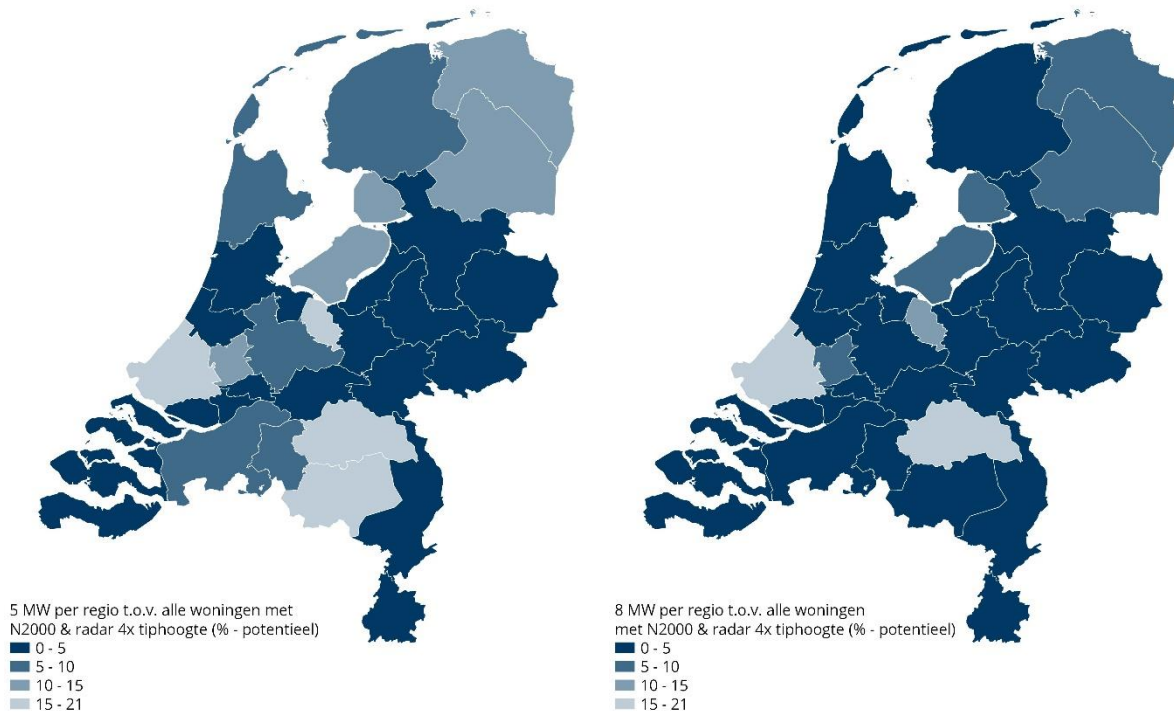 5 MW per regio t.o.v. alle woningen met
N2000 & radar 4x tiphoogte (% - potentieel)
0 - 5
5 - 10
10 - 15
15 - 21
8 MW per regio t.o.v. alle woningen
met N2000 & radar 4x tiphoogte (% - potentieel)
0 - 5
5 - 10
10 - 15
15 - 21